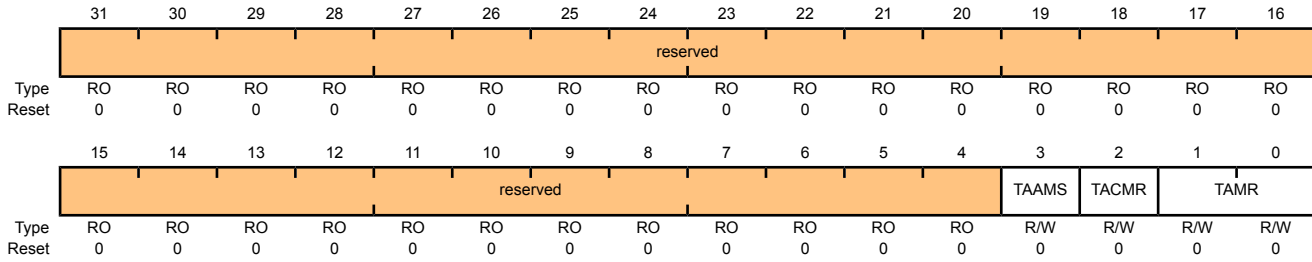 31 30 29 28 27 26 25 24 23 22 21 20 19 18 17 16
reserved
Type RO RO RO RO RO RO RO RO RO RO RO RO RO RO RO RO
Reset 0 0 0 0 0 0 0 0 0 0 0 0 0 0 0 0
15 14 13 12 11 10 9 8 7 6 5 4 3 2 1 0
reserved TAAMS TACMR TAMR
Type RO RO RO RO RO RO RO RO RO RO RO RO R/W R/W R/W R/W
Reset 0 0 0 0 0 0 0 0 0 0 0 0 0 0 0 0